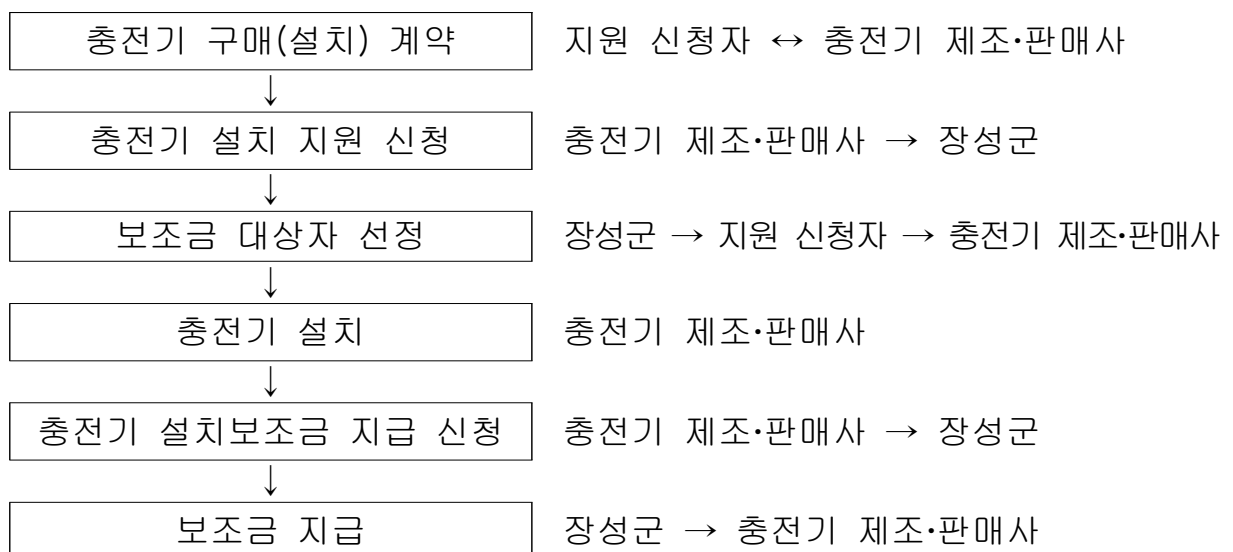 충전기 구매(설치) 계약 지원 신청자 ↔ 충전기 제조·판매사
↓
충전기 설치 지원 신청 충전기 제조·판매사 → 장성군
↓
보조금 대상자 선정 장성군 → 지원 신청자 → 충전기 제조·판매사
↓
충전기 설치 충전기 제조·판매사
↓
충전기 설치보조금 지급 신청 충전기 제조·판매사 → 장성군
↓
보조금 지급 장성군 → 충전기 제조·판매사